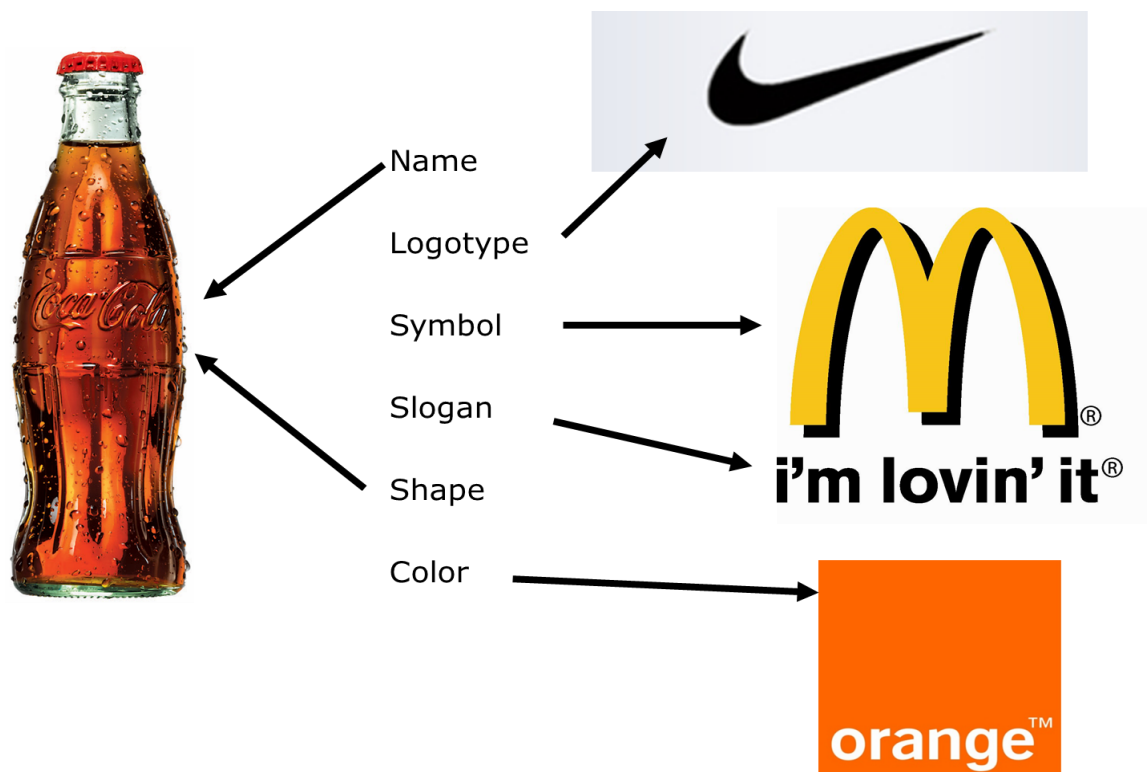 Name
Logotype
Symbol
Slogan
Shape
Color
Coca-Cola
®
i’m lovin’ it®
orange™